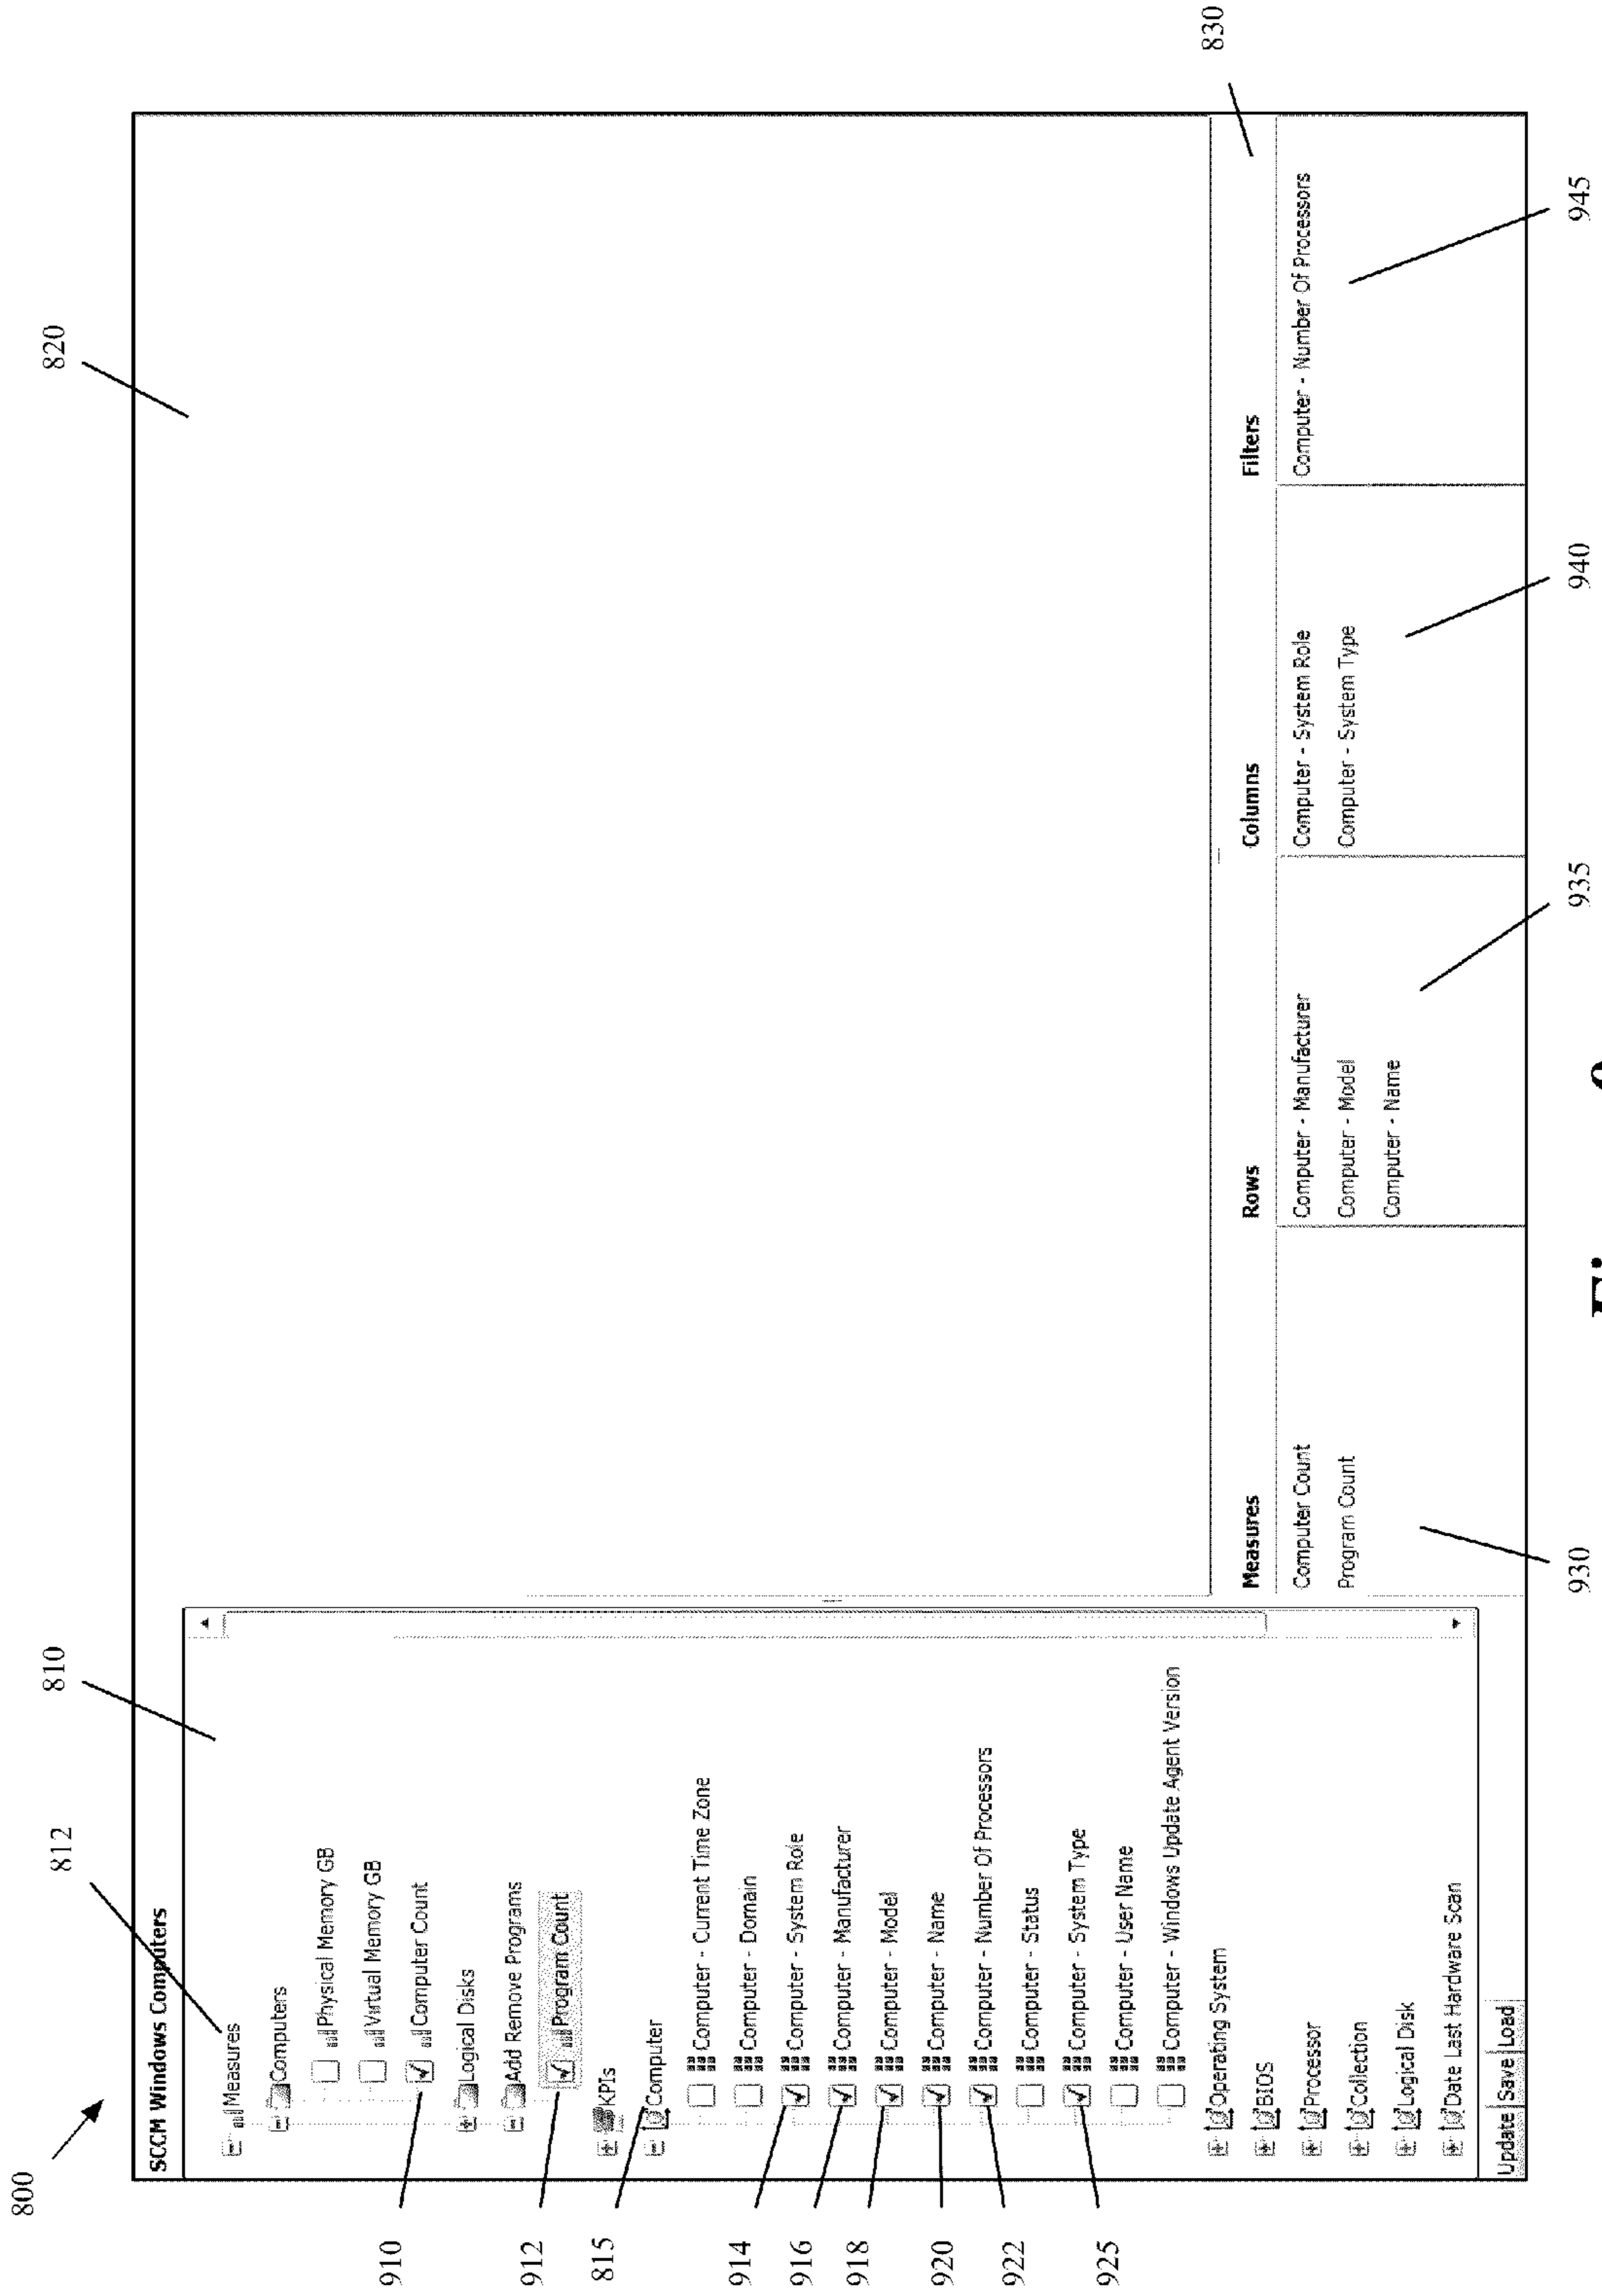 800
812
810
820
830
SCCM Windows Computers
Measures
Computers
Physical Memory GB
Virtual Memory GB
Computer Count
Logical Disks
Add Remove Programs
Program Count
KPIs
Computer
Computer - Current Time Zone
Computer - Domain
Computer - System Role
Computer - Manufacturer
Computer - Model
Computer - Name
Computer - Number Of Processors
Computer - Status
Computer - System Type
Computer - User Name
Computer - Windows Update Agent Version
Operating System
BIOS
Processor
Collection
Logical Disk
Date Last Hardware Scan
Update Save Load
910
912
815
914
916
918
920
922
925
Measures Rows Columns Filters
Computer Count Computer - Manufacturer Computer - System Role Computer - Number Of Processors
Program Count Computer - Model Computer - System Type
Computer - Name
930
935
940
945